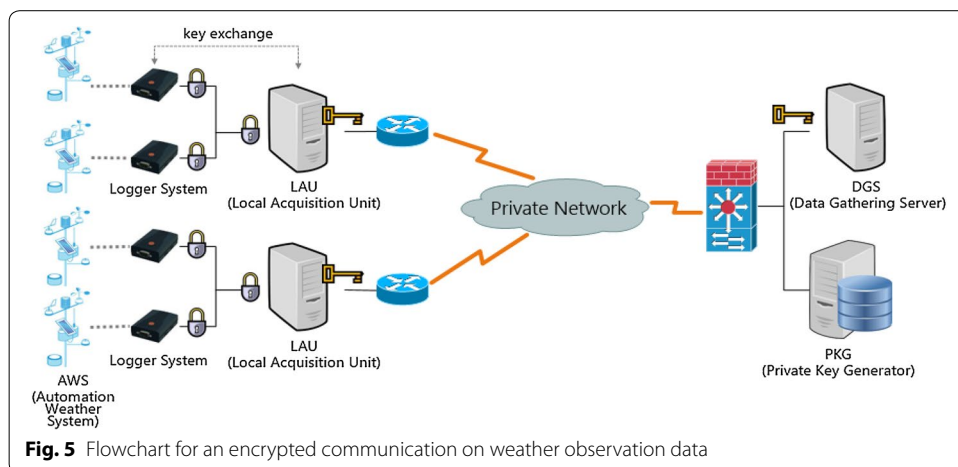 key exchange
Logger System
LAU
(Local Acquisition Unit)
Private Network
DGS
(Data Gathering Server)
Logger System
LAU
(Local Acquisition Unit)
PKG
(Private Key Generator)
AWS
(Automation
Weather
System)
Fig. 5 Flowchart for an encrypted communication on weather observation data